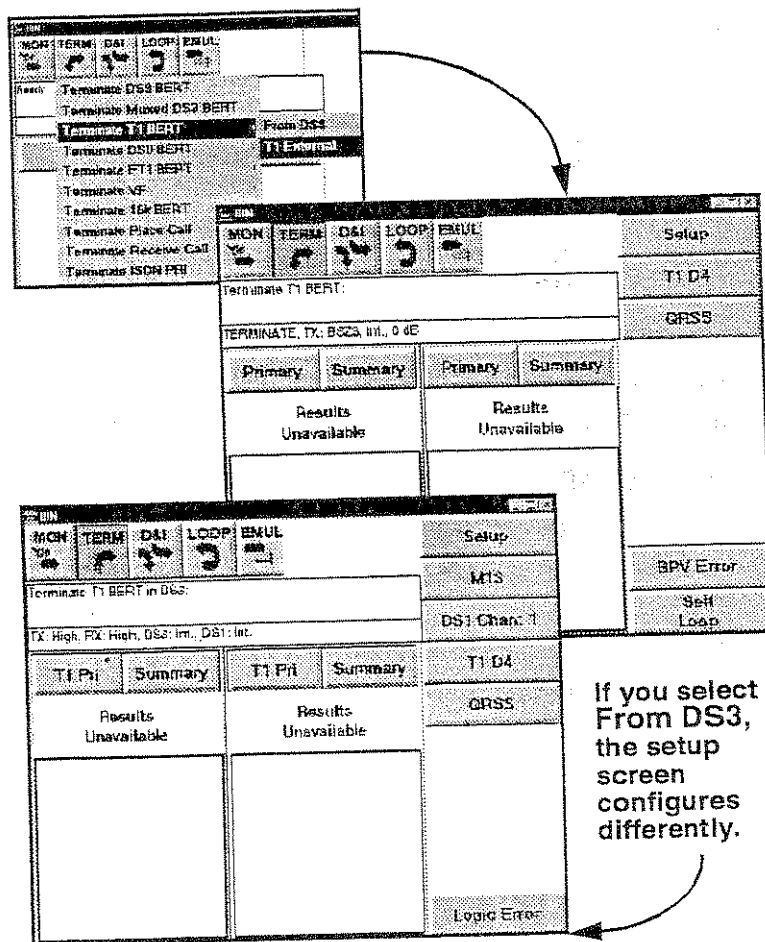 MON TERM D&I LOOP EMUL
Ready
Terminate DS3 BERT
Terminate Muxed DS3 BERT
Terminate T1 BERT
From DS3
Terminate DS0 BERT
T1 External
Terminate FT1 BERT
Terminate VF
Terminate 16k BERT
Terminate Place Call
Terminate Receive Call
Terminate ISDN PRI
MON TERM D&I LOOP EMUL
Setup
T1 D4
QRSS
Terminate T1 BERT:
TERMINATE, TX: B8ZS, Int., 0 dB
Primary Summary Primary Summary
Results
Unavailable
Results
Unavailable
BPV Error
Self
Loop
MON TERM D&I LOOP EMUL
Setup
M13
DS1 Chan: 1
T1 D4
QRSS
Terminate T1 BERT in DS3:
TX: High, RX: High, DS3: Int., DS1: Int.
T1 Pri Summary T1 Pri Summary
Results
Unavailable
Results
Unavailable
Logic Error
If you select
From DS3,
the setup
screen
configures
differently.